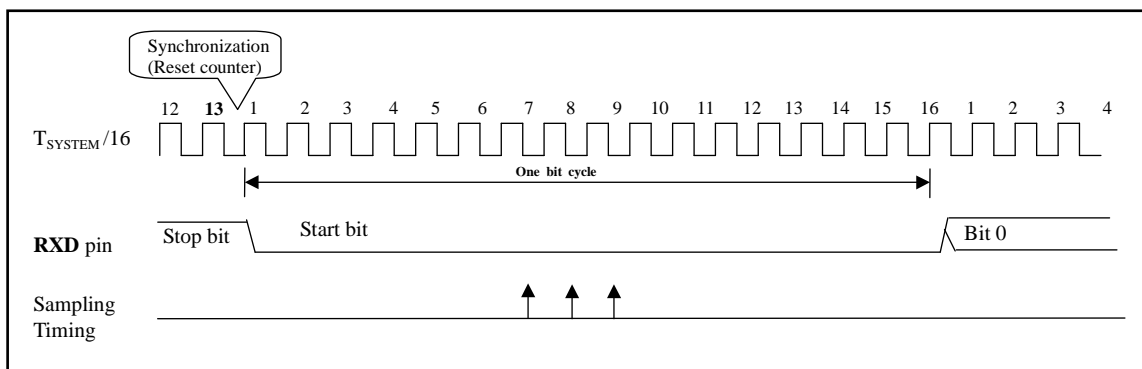 Synchronization
(Reset counter)
12 13 1 2 3 4 5 6 7 8 9 10 11 12 13 14 15 16 1 2 3 4
TSYSTEM /16
One bit cycle
RXD pin
Stop bit
Start bit
Bit 0
Sampling
Timing